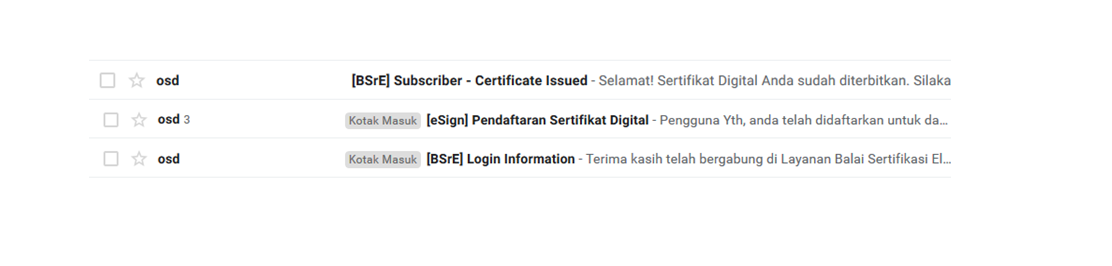 osd [BSrE] Subscriber - Certificate Issued - Selamat! Sertifikat Digital Anda sudah diterbitkan. Silaka
osd 3 Kotak Masuk [eSign] Pendaftaran Sertifikat Digital - Pengguna Yth, anda telah didaftarkan untuk da...
osd Kotak Masuk [BSrE] Login Information - Terima kasih telah bergabung di Layanan Balai Sertifikasi El...